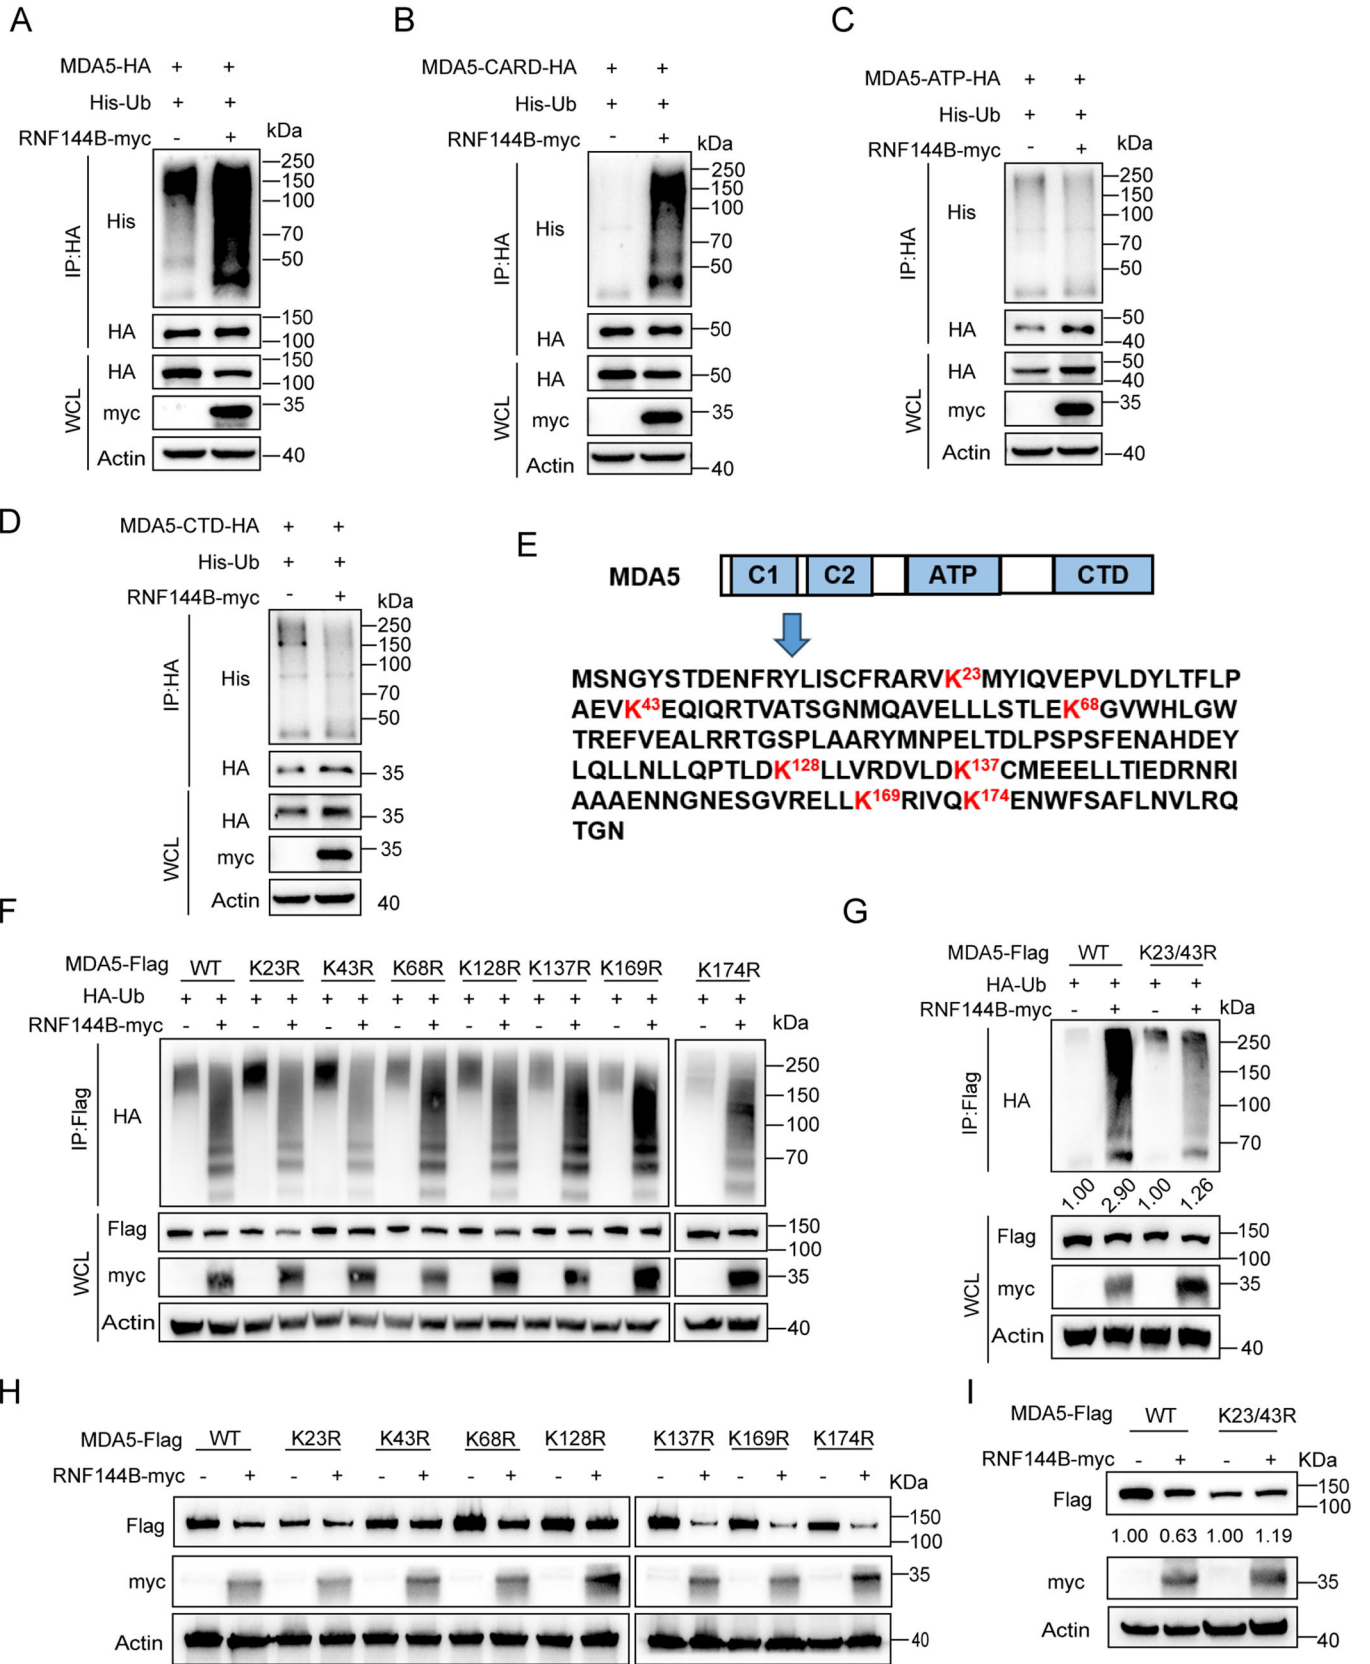 A
MDA5-HA + +
His-Ub + +
RNF144B-myc - +
kDa
IP:HA
His
250
150
100
70
50
HA
150
100
WCL
HA
150
100
myc
35
Actin
40
B
MDA5-CARD-HA + +
His-Ub + +
RNF144B-myc - +
kDa
IP:HA
His
250
150
100
70
50
HA
50
WCL
HA
50
myc
35
Actin
40
C
MDA5-ATP-HA + +
His-Ub + +
RNF144B-myc - +
kDa
IP:HA
His
250
150
100
70
50
HA
50
40
WCL
HA
50
40
myc
35
Actin
40
D
MDA5-CTD-HA + +
His-Ub + +
RNF144B-myc - +
kDa
IP:HA
His
250
150
100
70
50
HA
35
WCL
HA
35
myc
35
Actin
40
E
MDA5 C1 C2 ATP CTD
MSNGYSTDENFRYLISCFRARVK23MYIQVEPVLDYLTFLP
AEVK43EQIQRTVATSGNMQAVELLLSTLEK68GVWHLGW
TREFVEALRRTGSPLAARYMNPELTDLPSPSFENAHDEY
LQLLNLLQPTLDK128LLVRDVLDK137CMEEELLTIEDRNRI
AAAENNGNESGVRELLK169RIVQK174ENWFSAFLNVLRQ
TGN
F
MDA5-Flag WT K23R K43R K68R K128R K137R K169R K174R
HA-Ub + + + + + + + + + + + + + + + +
RNF144B-myc - + - + - + - + - + - + - + - +
kDa
IP:Flag
HA
250
150
100
70
WCL
Flag
150
100
myc
35
Actin
40
G
MDA5-Flag WT K23/43R
HA-Ub + + + +
RNF144B-myc - + - +
kDa
IP:Flag
HA
250
150
100
70
1.00 2.90 1.00 1.26
WCL
Flag
150
100
myc
35
Actin
40
H
MDA5-Flag WT K23R K43R K68R K128R K137R K169R K174R
RNF144B-myc - + - + - + - + - + - + - + - +
KDa
Flag
150
100
myc
35
Actin
40
I
MDA5-Flag WT K23/43R
RNF144B-myc - + - +
KDa
Flag
150
100
1.00 0.63 1.00 1.19
myc
35
Actin
40